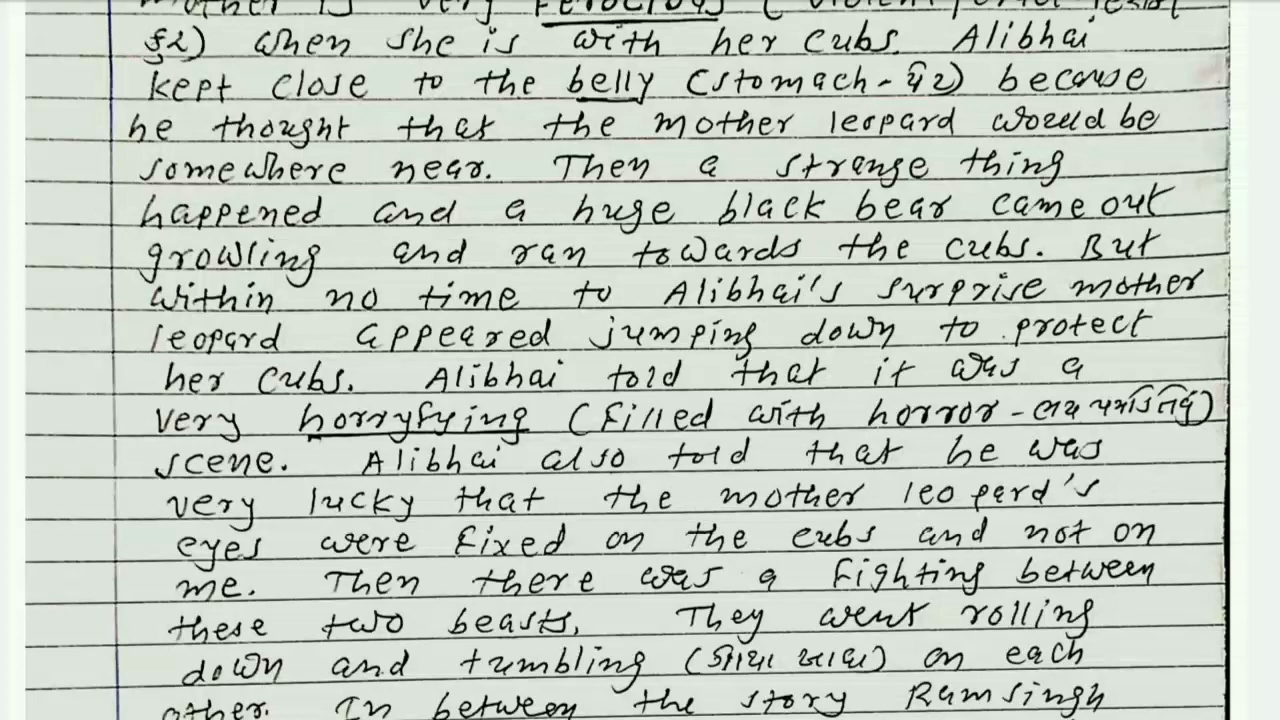 mother is very ferocious (violent
when she is with her cubs. Alibhai
kept close to the belly (stomach - પેટ) because
he thought that the mother leopard would be
somewhere near. Then a strange thing
happened and a huge black bear came out
growling and ran towards the cubs. But
within no time to Alibhai's surprise mother
leopard appeared jumping down to protect
her cubs. Alibhai told that it was a
very horryfying (filled with horror -
scene. Alibhai also told that he was
very lucky that the mother leopard's
eyes were fixed on the cubs and not on
me. Then there was a fighting between
these two beasts, They went rolling
down and tumbling ( ) on each
other. In between the story Ramsingh